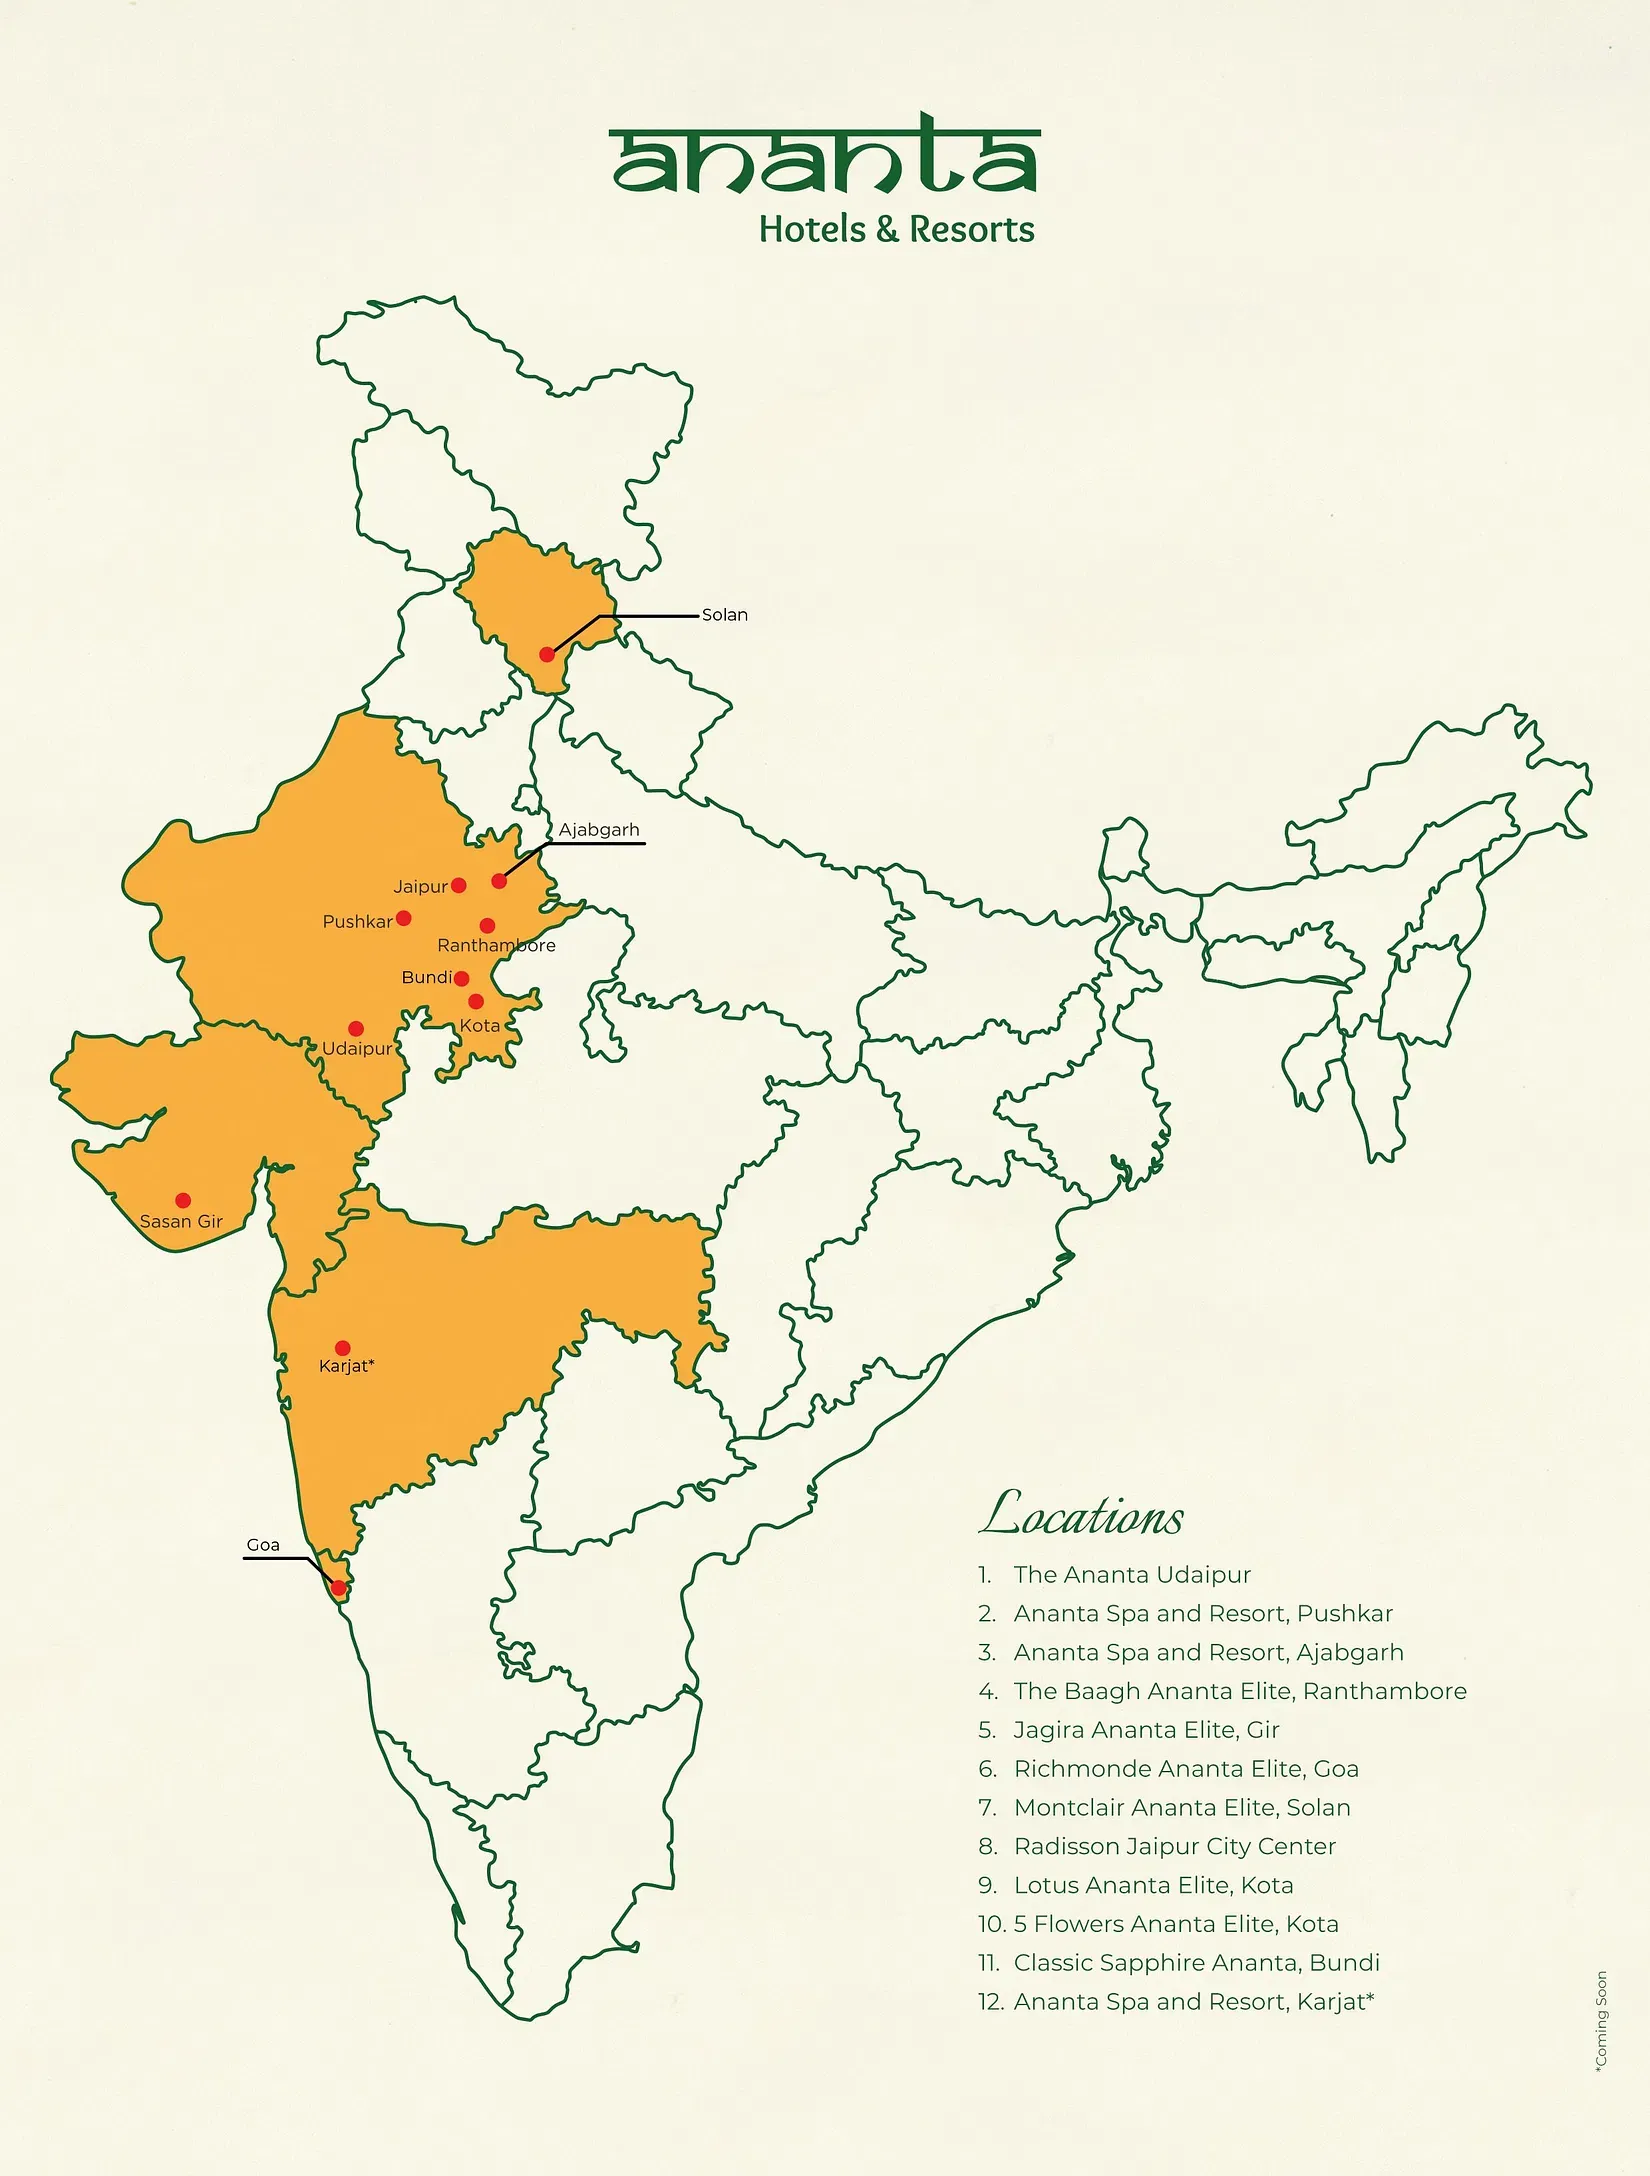 ananta
Hotels & Resorts
Solan
Ajabgarh
Jaipur
Pushkar
Ranthambore
Bundi
Kota
Udaipur
Sasan Gir
Karjat*
Goa
Locations
1. The Ananta Udaipur
2. Ananta Spa and Resort, Pushkar
3. Ananta Spa and Resort, Ajabgarh
4. The Baagh Ananta Elite, Ranthambore
5. Jagira Ananta Elite, Gir
6. Richmonde Ananta Elite, Goa
7. Montclair Ananta Elite, Solan
8. Radisson Jaipur City Center
9. Lotus Ananta Elite, Kota
10. 5 Flowers Ananta Elite, Kota
11. Classic Sapphire Ananta, Bundi
12. Ananta Spa and Resort, Karjat*
*Coming Soon